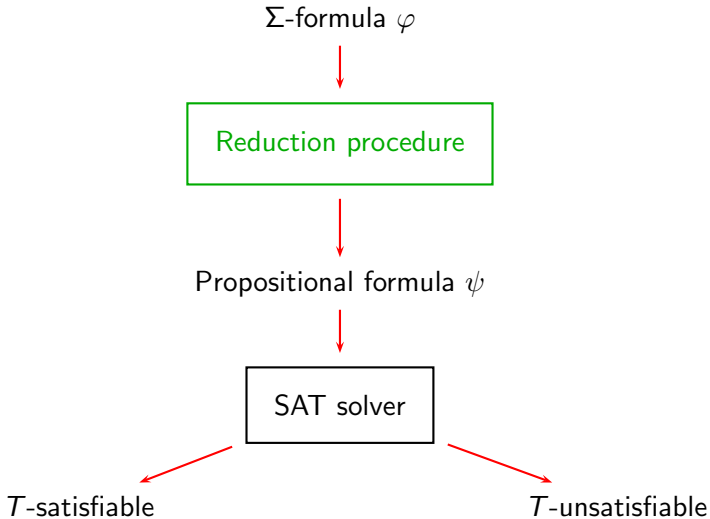 Σ-formula φ
Reduction procedure
Propositional formula ψ
SAT solver
T-satisfiable
T-unsatisfiable